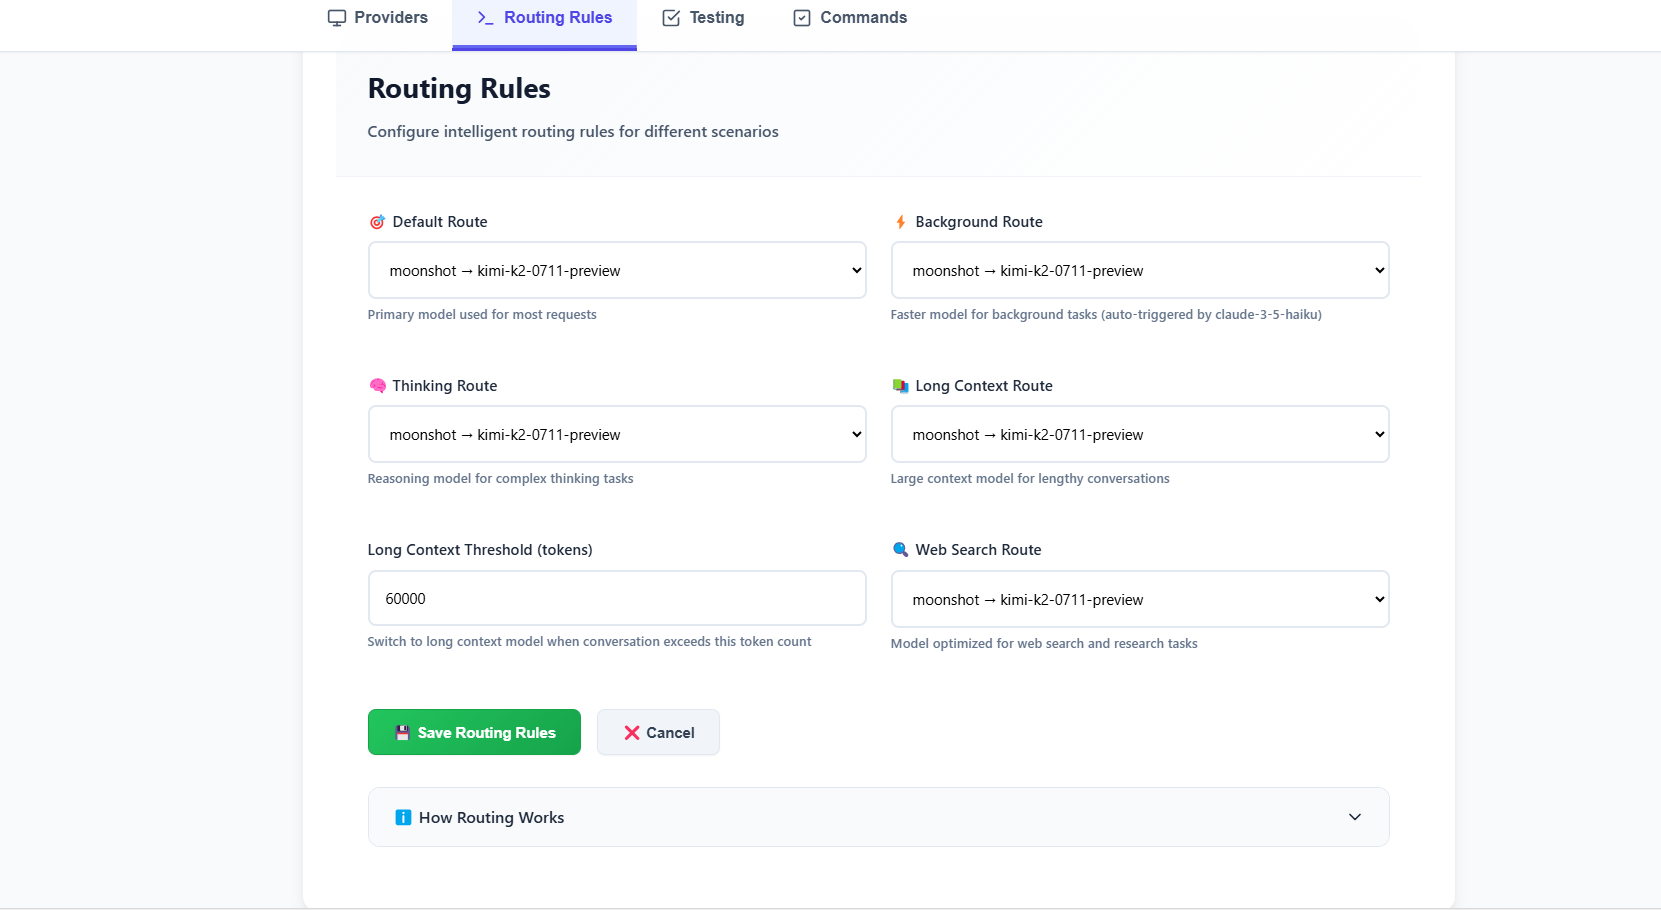 Providers
Routing Rules
Testing
Commands
Routing Rules
Configure intelligent routing rules for different scenarios
Default Route
moonshot → kimi-k2-0711-preview
Primary model used for most requests
Background Route
moonshot → kimi-k2-0711-preview
Faster model for background tasks (auto-triggered by claude-3-5-haiku)
Thinking Route
moonshot → kimi-k2-0711-preview
Reasoning model for complex thinking tasks
Long Context Route
moonshot → kimi-k2-0711-preview
Large context model for lengthy conversations
Long Context Threshold (tokens)
60000
Switch to long context model when conversation exceeds this token count
Web Search Route
moonshot → kimi-k2-0711-preview
Model optimized for web search and research tasks
Save Routing Rules
Cancel
How Routing Works